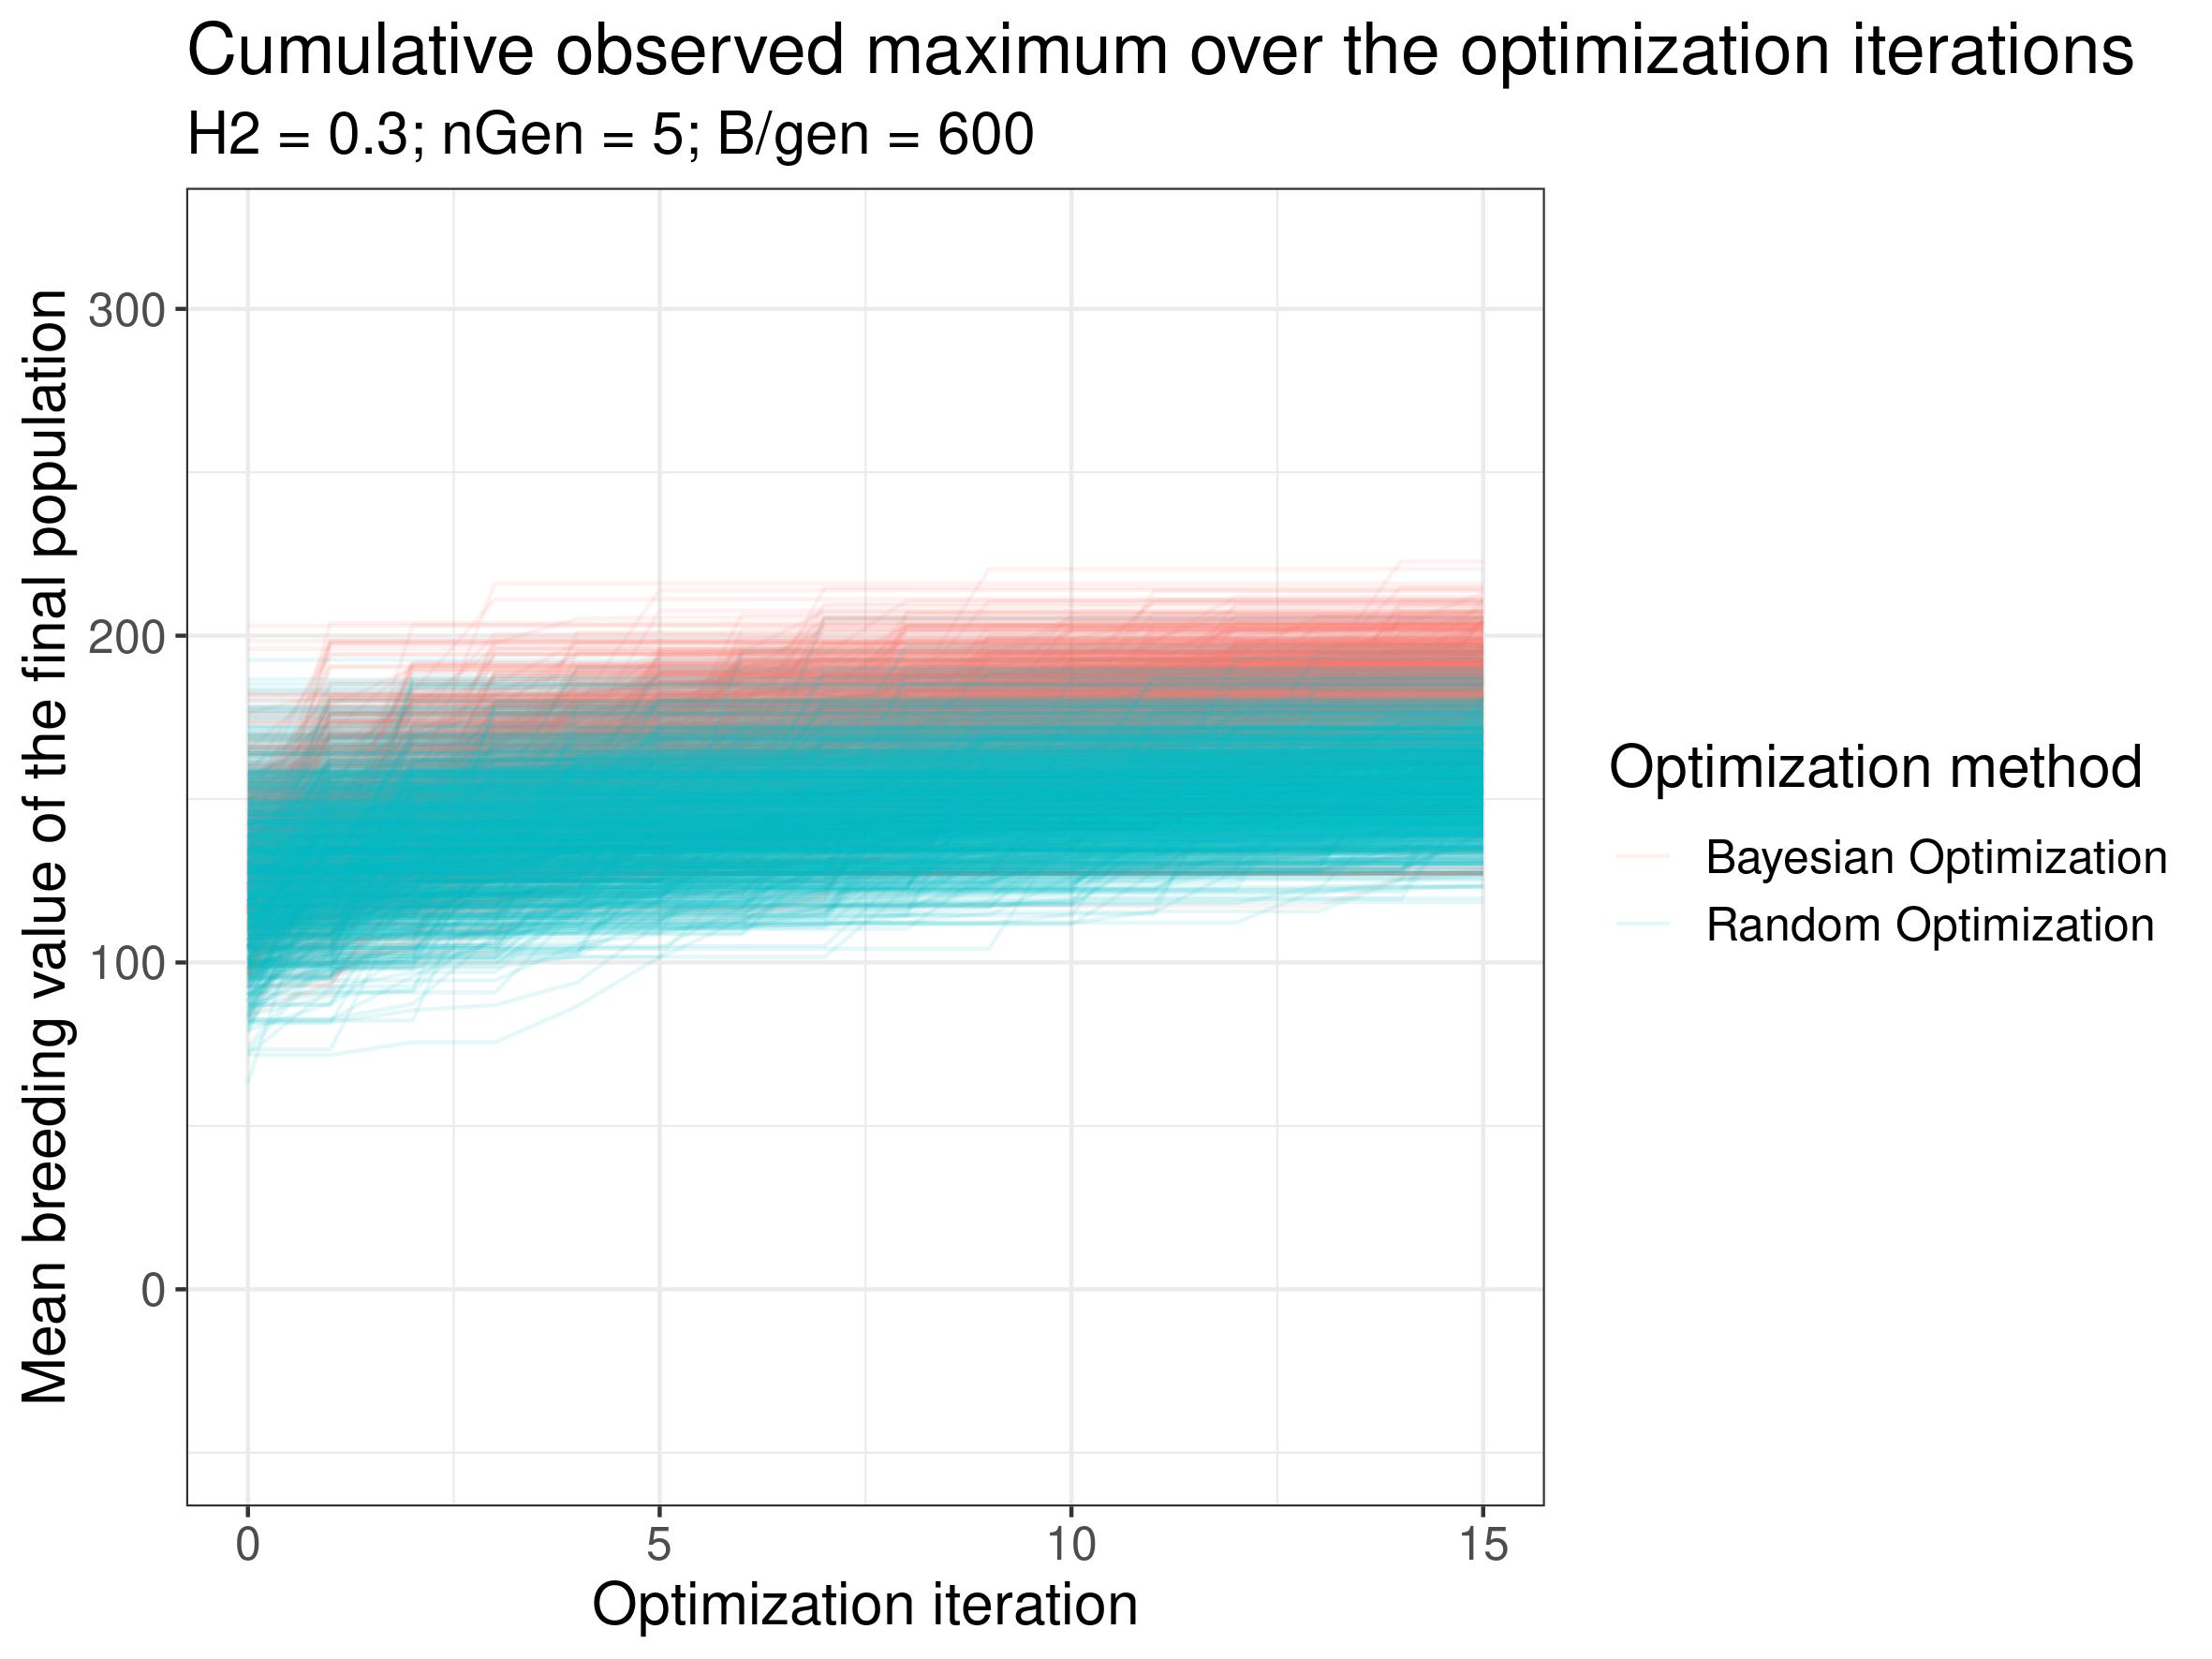 Cumulative observed maximum over the optimization iterations
H2 = 0.3; nGen = 5; B/gen = 600
Mean breeding value of the final population
300
200
100
0
0
5
10
15
Optimization iteration
Optimization method
Bayesian Optimization
Random Optimization